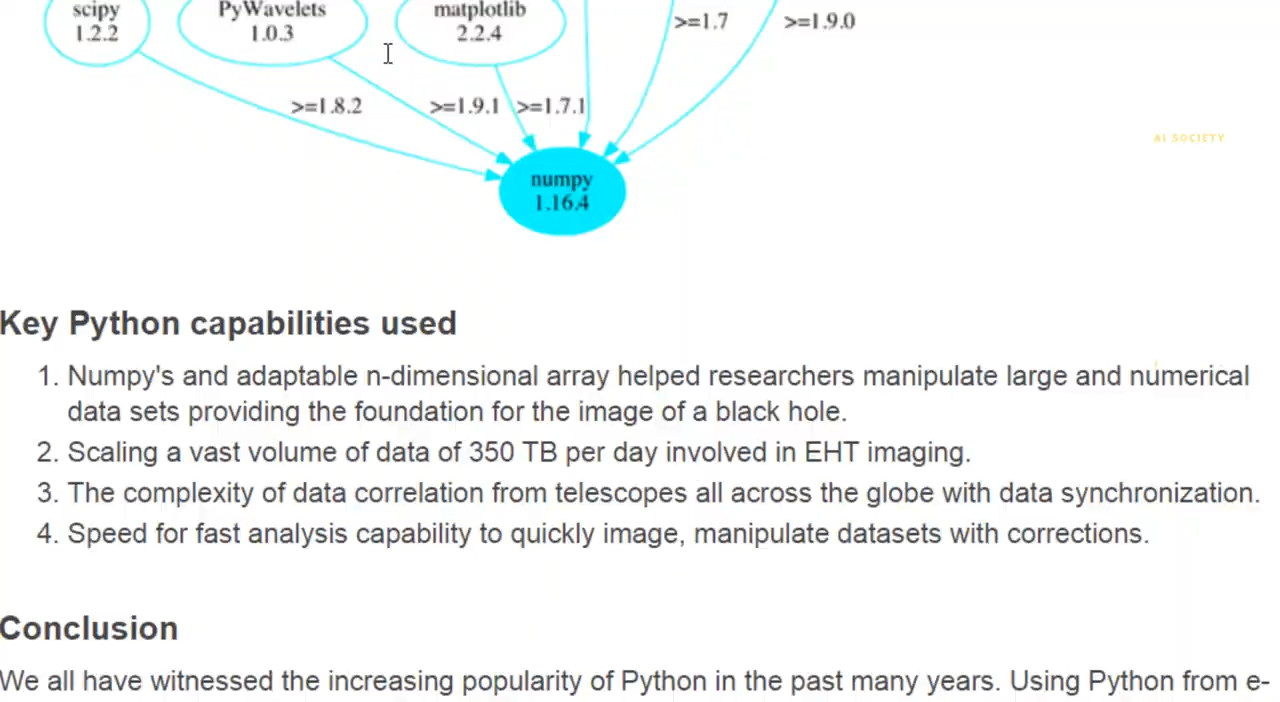 scipy
1.2.2
PyWavelets
1.0.3
matplotlib
2.2.4
>=1.7
>=1.9.0
>=1.8.2
>=1.9.1
>=1.7.1
AI SOCIETY
numpy
1.16.4
Key Python capabilities used
1. Numpy's and adaptable n-dimensional array helped researchers manipulate large and numerical
data sets providing the foundation for the image of a black hole.
2. Scaling a vast volume of data of 350 TB per day involved in EHT imaging.
3. The complexity of data correlation from telescopes all across the globe with data synchronization.
4. Speed for fast analysis capability to quickly image, manipulate datasets with corrections.
Conclusion
We all have witnessed the increasing popularity of Python in the past many years. Using Python from e-